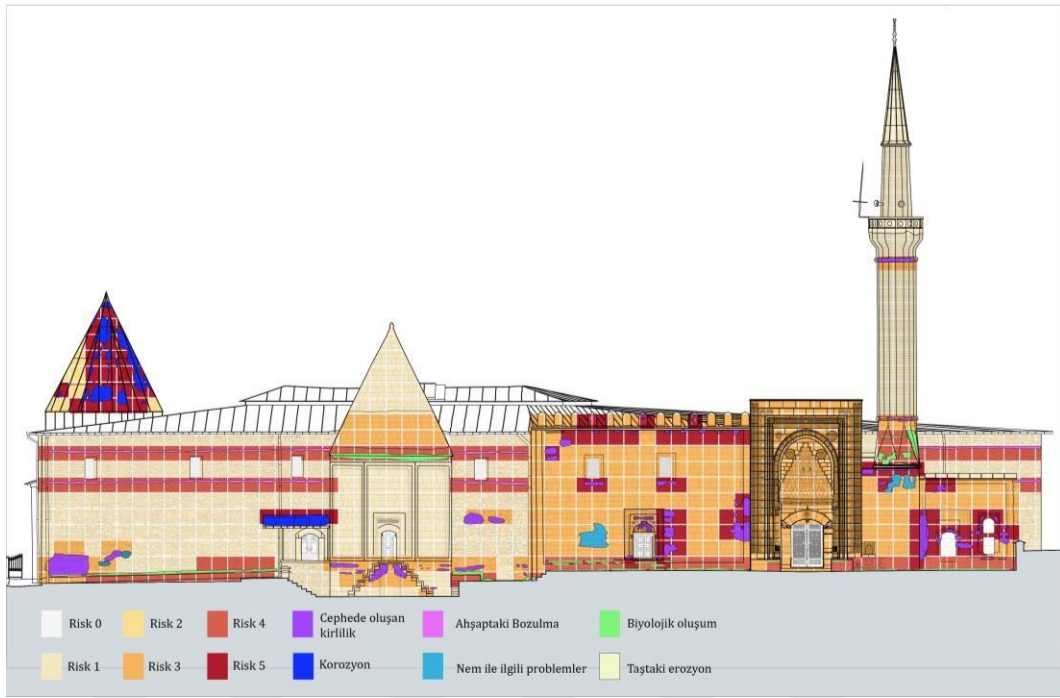 Risk 0
Risk 2
Risk 4
Cephede oluşan
kirlilik
Ahşaptaki Bozulma
Biyolojik oluşum
Risk 1
Risk 3
Risk 5
Korozyon
Nem ile ilgili problemler
Taştaki erozyon